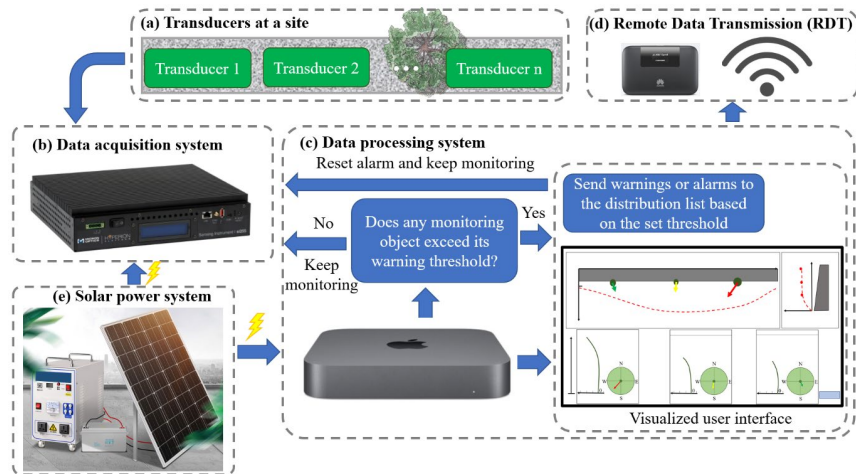 (a) Transducers at a site
Transducer 1
Transducer 2
...
Transducer n
(d) Remote Data Transmission (RDT)
(b) Data acquisition system
(c) Data processing system
Reset alarm and keep monitoring
Send warnings or alarms to
the distribution list based
on the set threshold
No
Keep
monitoring
Does any monitoring
object exceed its
warning threshold?
Yes
(e) Solar power system
N
W
E
S
N
W
E
S
N
W
E
S
Visualized user interface